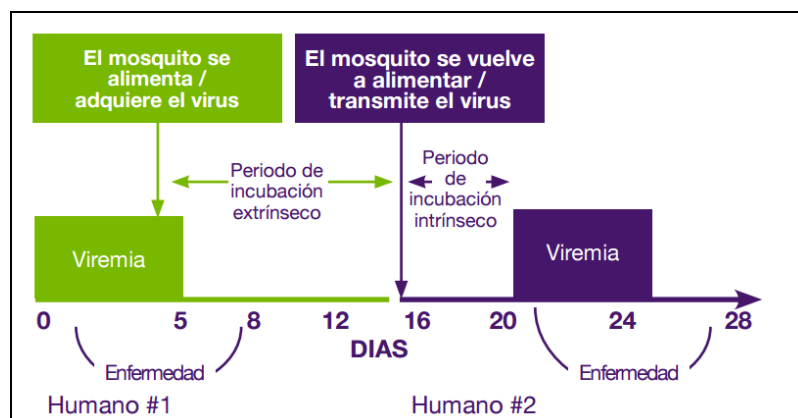 El mosquito se
alimenta /
adquiere el virus
El mosquito se vuelve
a alimentar /
transmite el virus
Periodo de
incubación
extrínseco
Periodo
de
incubación
intrínseco
Viremia
Viremia
0 5 8 12 16 20 24 28
DIAS
Enfermedad
Enfermedad
Humano #1
Humano #2